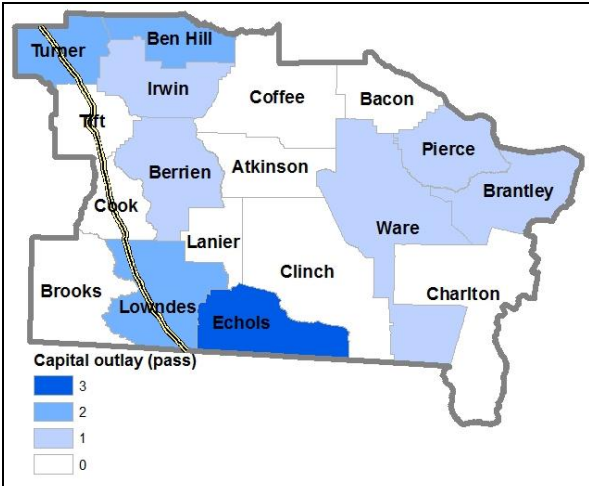 Turner
Ben Hill
Irwin
Coffee
Bacon
Tift
Pierce
Berrien
Atkinson
Brantley
Cook
Ware
Lanier
Clinch
Brooks
Charlton
Lowndes
Echols
Capital outlay (pass)
3
2
1
0